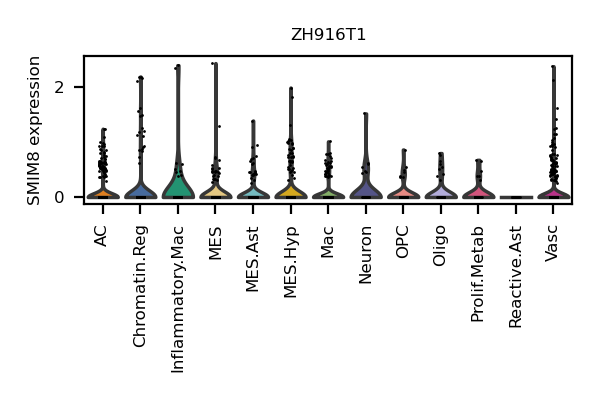 ZH916T1
SMIM8 expression
2
0
AC
Chromatin.Reg
Inflammatory.Mac
MES
MES.Ast
MES.Hyp
Mac
Neuron
OPC
Oligo
Prolif.Metab
Reactive.Ast
Vasc